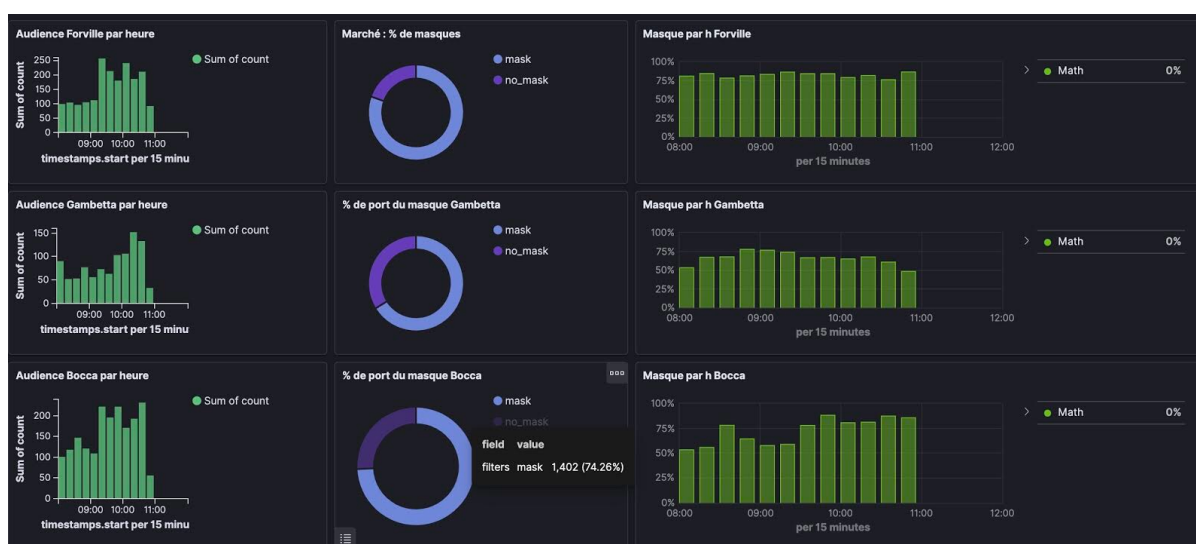 Audience Forville par heure
Sum of count
250
200
150
100
50
0
09:00 10:00 11:00
timestamps.start per 15 minu
Sum of count
Marché : % de masques
mask
no_mask
Masque par h Forville
100%
75%
50%
25%
0%
08:00 09:00 10:00 11:00 12:00
per 15 minutes
Math 0%
Audience Gambetta par heure
Sum of count
150
100
50
0
09:00 10:00 11:00
timestamps.start per 15 minu
Sum of count
% de port du masque Gambetta
mask
no_mask
Masque par h Gambetta
100%
75%
50%
25%
0%
08:00 09:00 10:00 11:00 12:00
per 15 minutes
Math 0%
Audience Bocca par heure
Sum of count
200
150
100
50
0
09:00 10:00 11:00
timestamps.start per 15 minu
Sum of count
% de port du masque Bocca
mask
no_mask
field value
filters mask 1,402 (74.26%)
Masque par h Bocca
100%
75%
50%
25%
0%
08:00 09:00 10:00 11:00 12:00
per 15 minutes
Math 0%